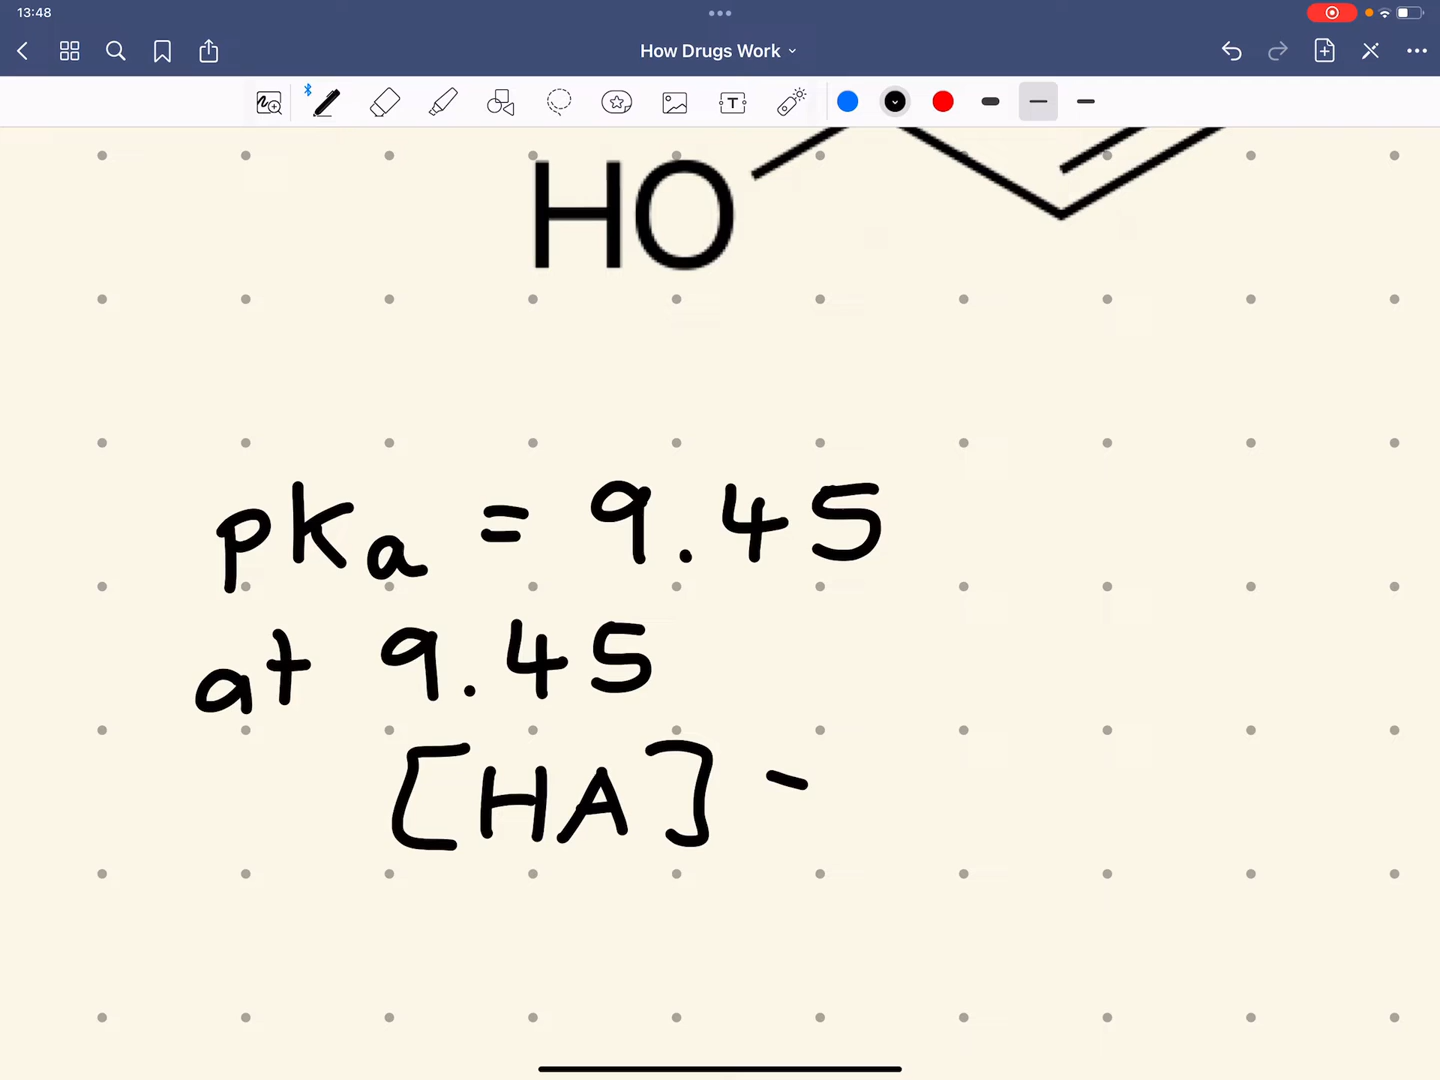 13:48
How Drugs Work
T
HO
pka = 9.45
at 9.45
[HA] -